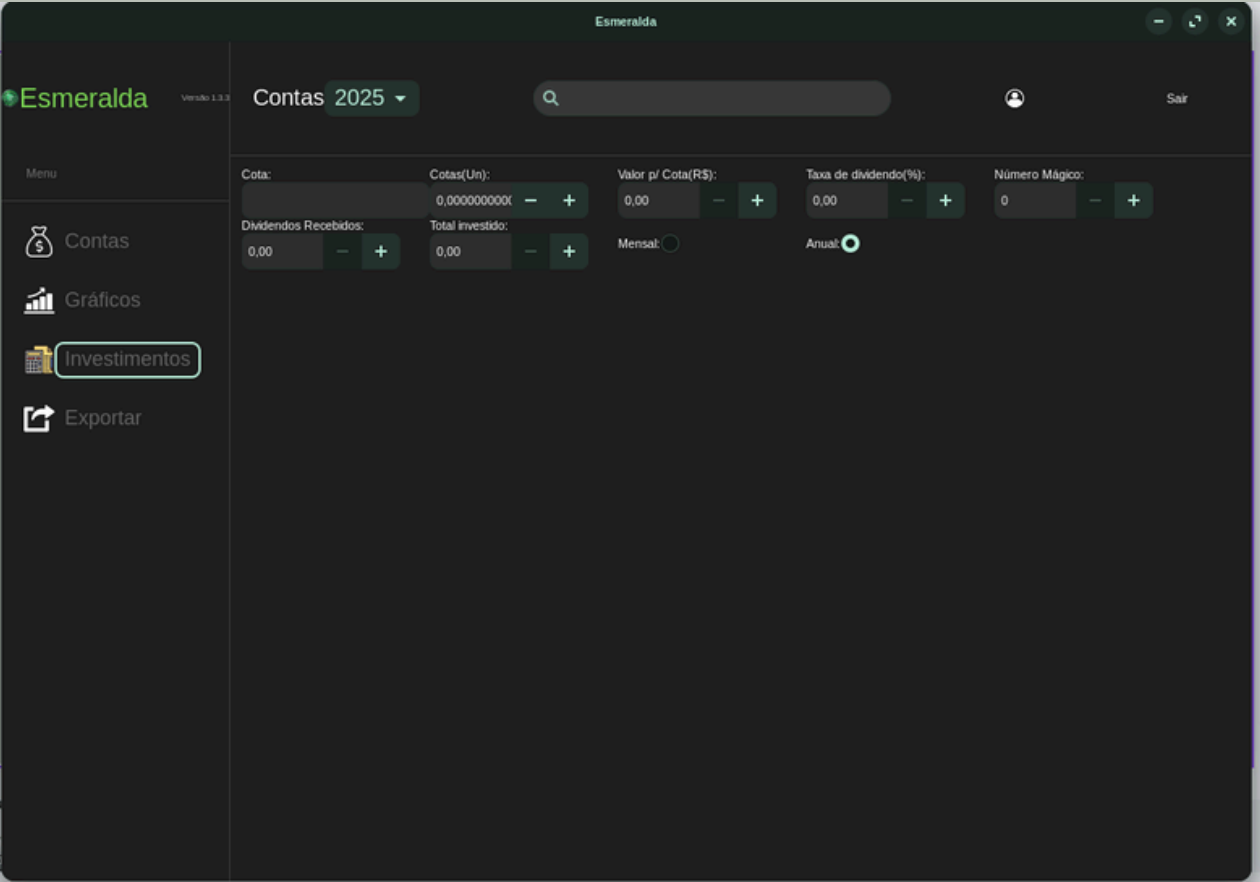 Esmeralda
Esmeralda
Versão 1.3.3
Contas 2025
Sair
Menu
Contas
Gráficos
Investimentos
Exportar
Cota: Cotas(Un): Valor p/ Cota(R$): Taxa de dividendo(%): Número Mágico:
0,0000000000 − + 0,00 − + 0,00 − + 0 − +
Dividendos Recebidos: Total investido:
0,00 − + 0,00 − + Mensal: Anual: